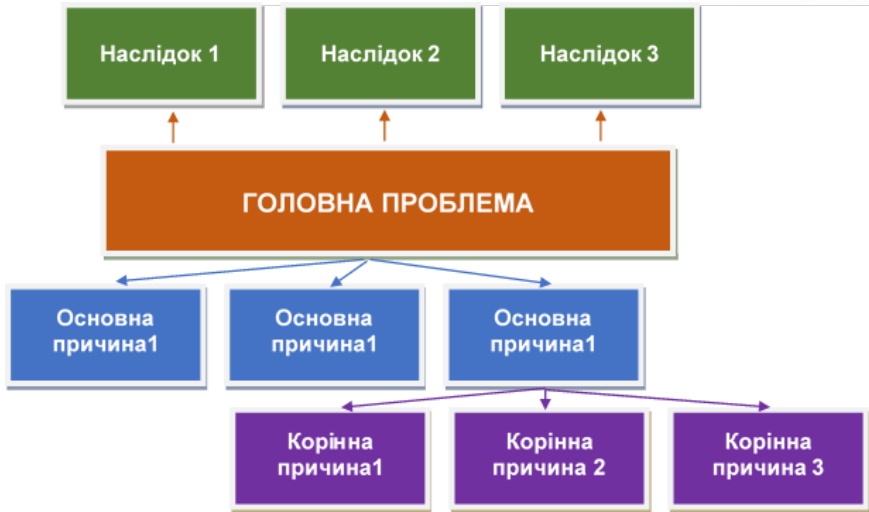 Наслідок 1
Наслідок 2
Наслідок 3
ГОЛОВНА ПРОБЛЕМА
Основна
причина1
Основна
причина1
Основна
причина1
Корінна
причина1
Корінна
причина 2
Корінна
причина 3